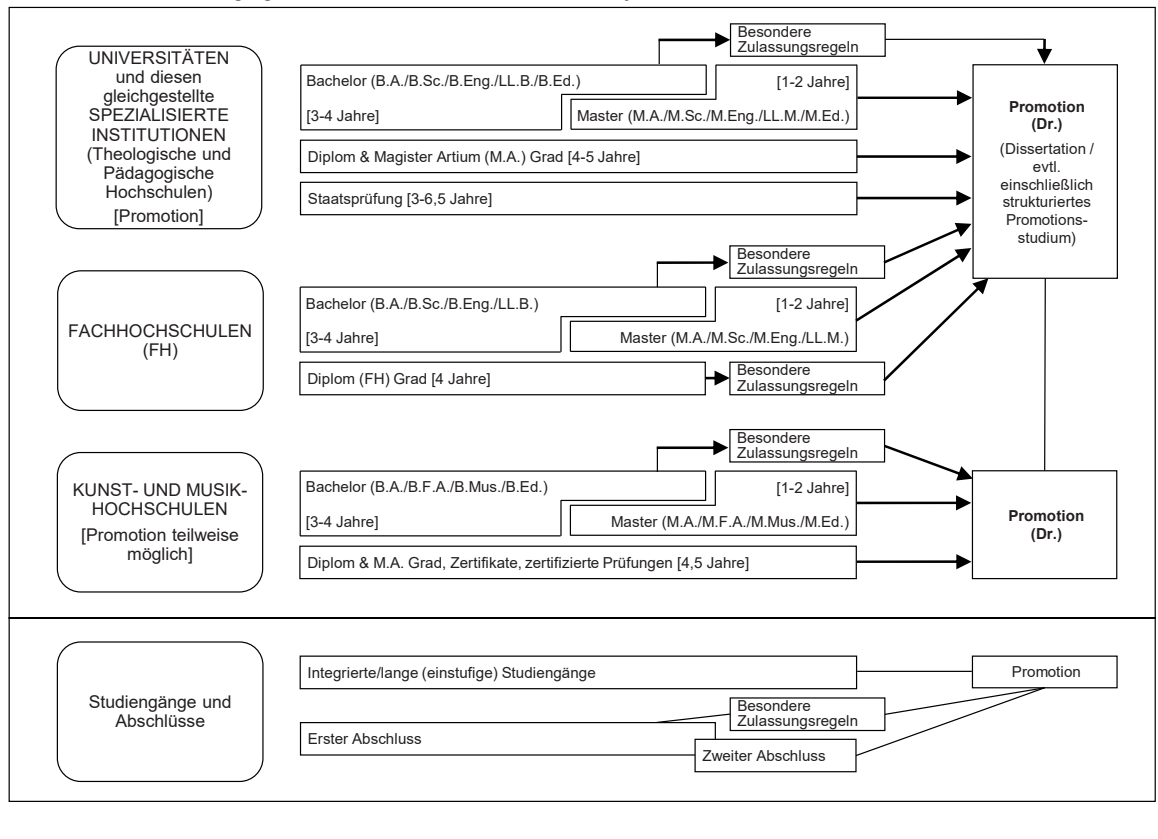 UNIVERSITÄTEN
und diesen
gleichgestellte
SPEZIALISIERTE
INSTITUTIONEN
(Theologische und
Pädagogische
Hochschulen)
[Promotion]
Besondere
Zulassungsregeln
Bachelor (B.A./B.Sc./B.Eng./LL.B./B.Ed.)
[3-4 Jahre]
[1-2 Jahre]
Master (M.A./M.Sc./M.Eng./LL.M./M.Ed.)
Diplom & Magister Artium (M.A.) Grad [4-5 Jahre]
Staatsprüfung [3-6,5 Jahre]
Promotion
(Dr.)
(Dissertation /
evtl.
einschließlich
strukturiertes
Promotions-
studium)
FACHHOCHSCHULEN
(FH)
Besondere
Zulassungsregeln
Bachelor (B.A./B.Sc./B.Eng./LL.B.)
[3-4 Jahre]
[1-2 Jahre]
Master (M.A./M.Sc./M.Eng./LL.M.)
Diplom (FH) Grad [4 Jahre]
Besondere
Zulassungsregeln
KUNST- UND MUSIK-
HOCHSCHULEN
[Promotion teilweise
möglich]
Besondere
Zulassungsregeln
Bachelor (B.A./B.F.A./B.Mus./B.Ed.)
[3-4 Jahre]
[1-2 Jahre]
Master (M.A./M.F.A./M.Mus./M.Ed.)
Diplom & M.A. Grad, Zertifikate, zertifizierte Prüfungen [4,5 Jahre]
Promotion
(Dr.)
Studiengänge und
Abschlüsse
Integrierte/lange (einstufige) Studiengänge
Promotion
Besondere
Zulassungsregeln
Erster Abschluss
Zweiter Abschluss